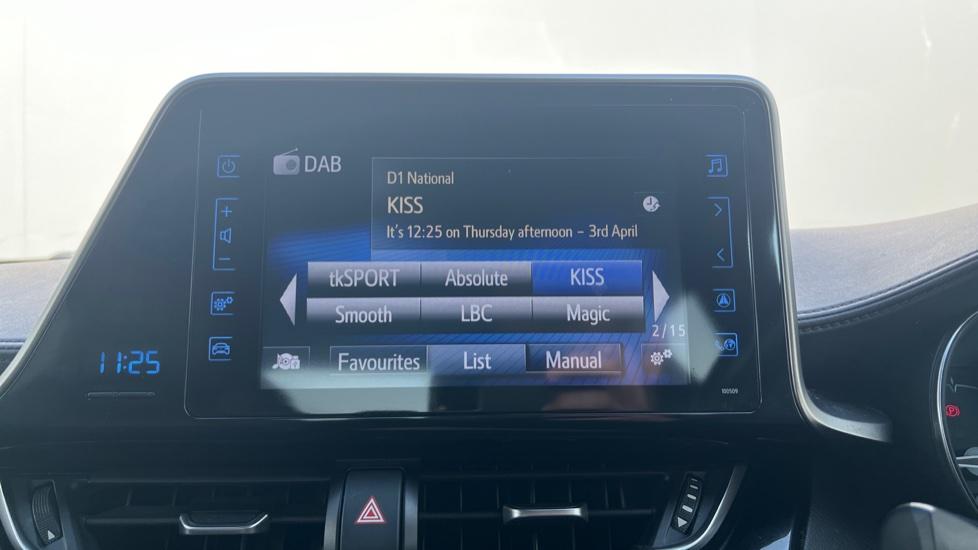 DAB
D1 National
KISS
It's 12:25 on Thursday afternoon - 3rd April
tkSPORT Absolute KISS
Smooth LBC Magic
2/15
Favourites List Manual
11:25
100509
P